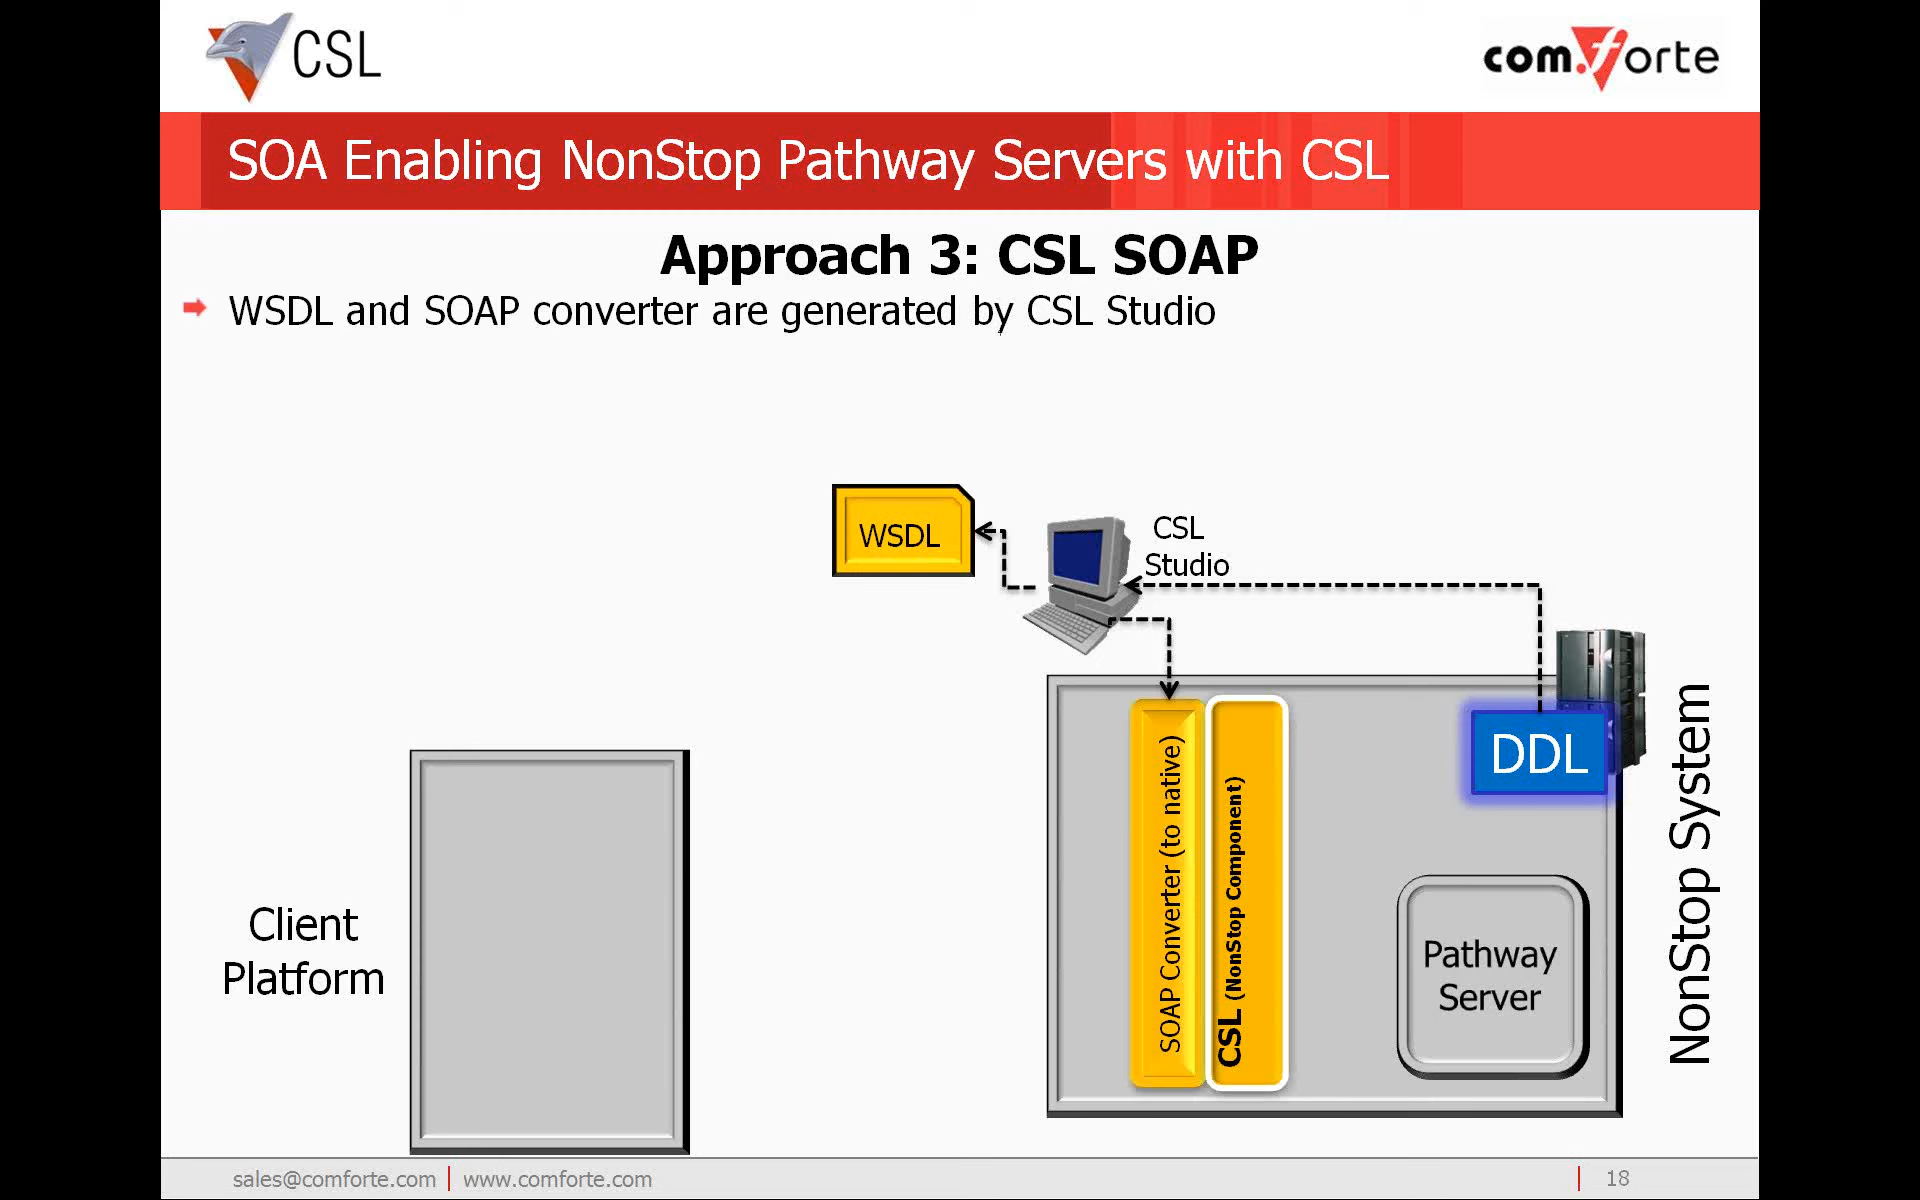 CSL
com.forte
SOA Enabling NonStop Pathway Servers with CSL
Approach 3: CSL SOAP
WSDL and SOAP converter are generated by CSL Studio
WSDL
CSL
Studio
DDL
SOAP Converter (to native)
CSL (NonStop Component)
Pathway
Server
NonStop System
Client
Platform
sales@comforte.com | www.comforte.com
18